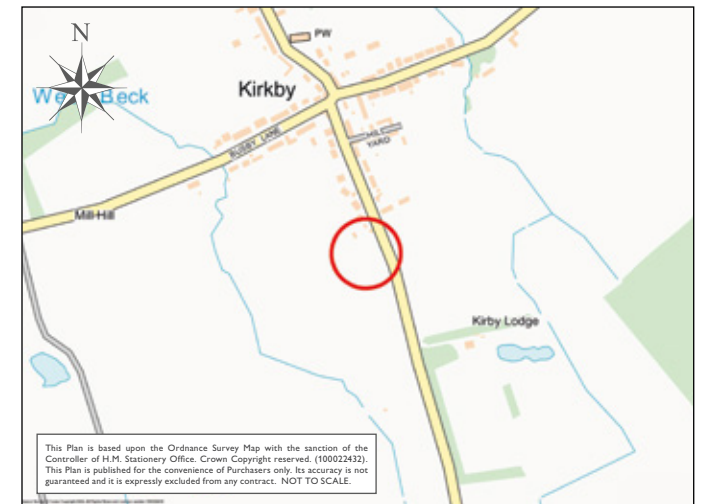 N
PW
Kirkby
We Beck
BUSBY LANE
YARD
Mill Hill
Kirby Lodge
This Plan is based upon the Ordnance Survey Map with the sanction of the
Controller of H.M. Stationery Office. Crown Copyright reserved. (100022432).
This Plan is published for the convenience of Purchasers only. Its accuracy is not
guaranteed and it is expressly excluded from any contract. NOT TO SCALE.